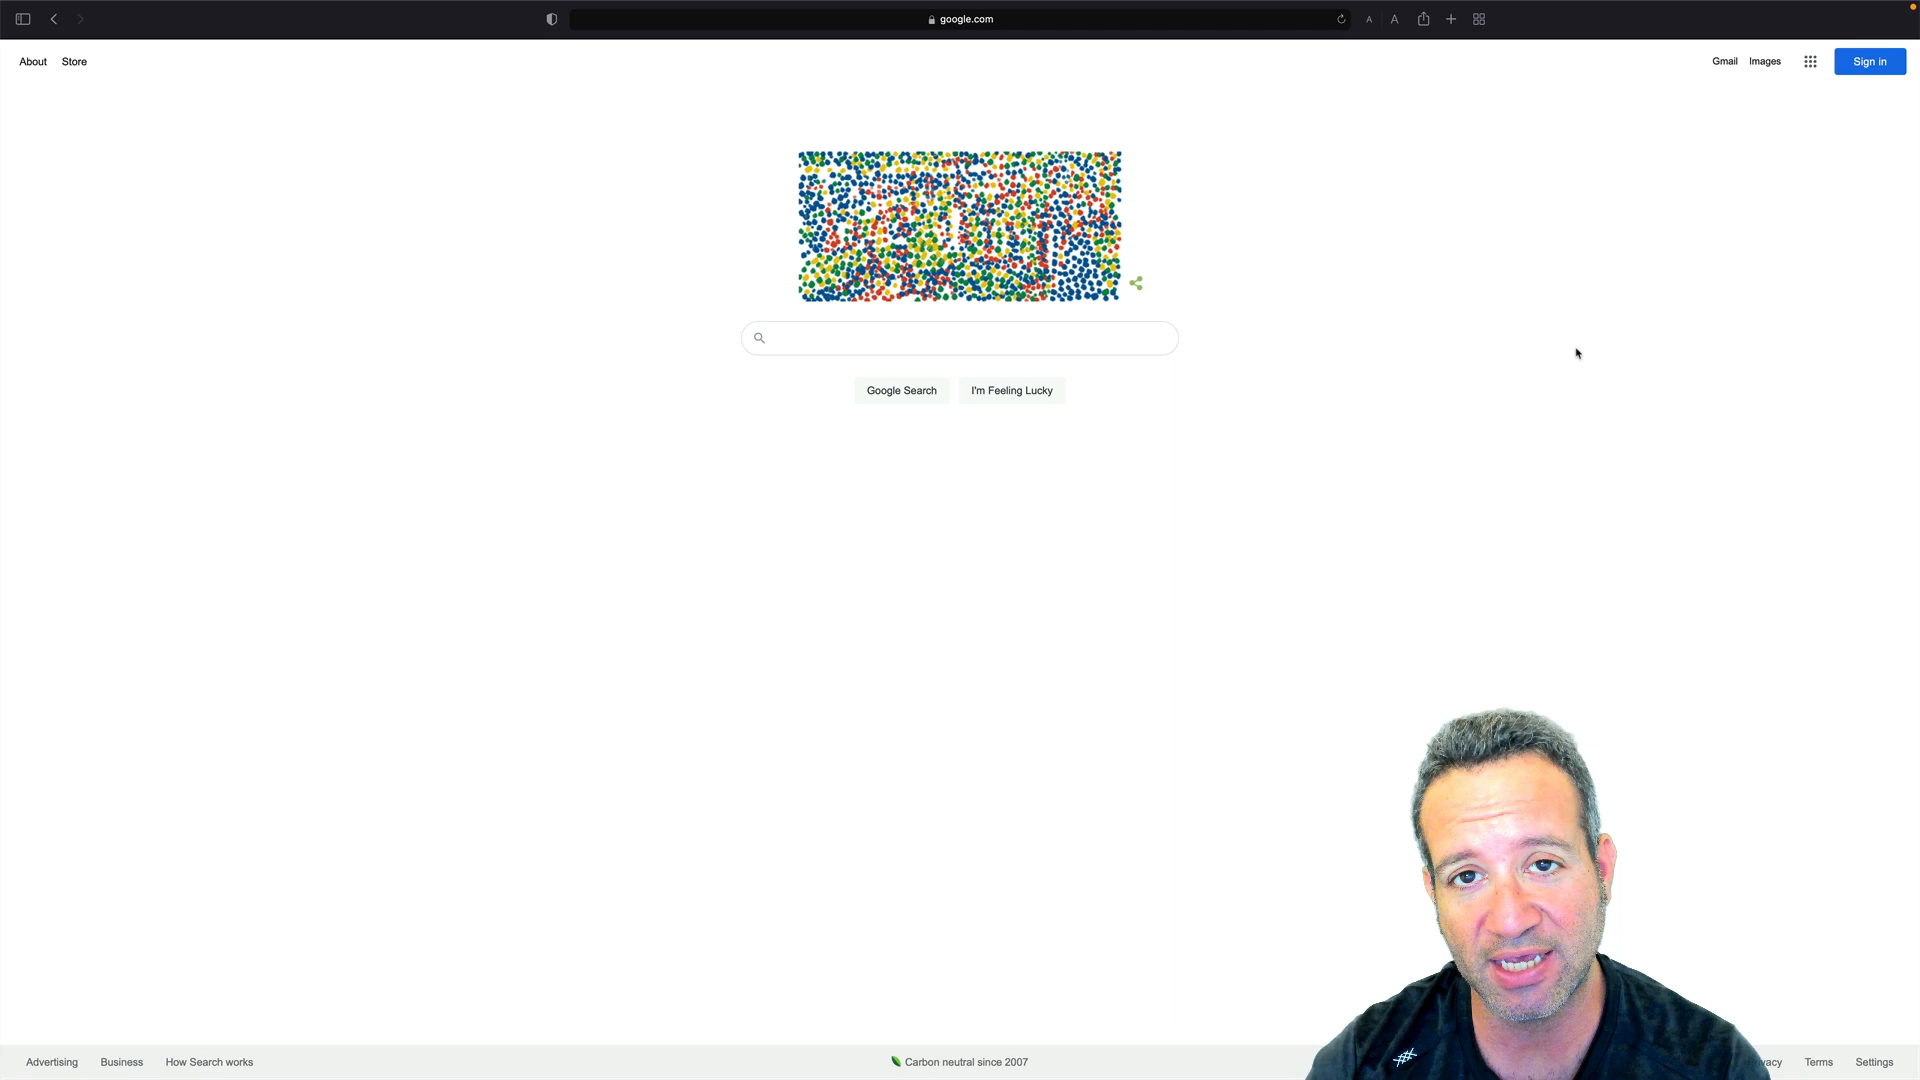 google.com
A A
About Store
Gmail Images Sign in
Google Search I'm Feeling Lucky
Advertising Business How Search works
Carbon neutral since 2007
Terms Settings